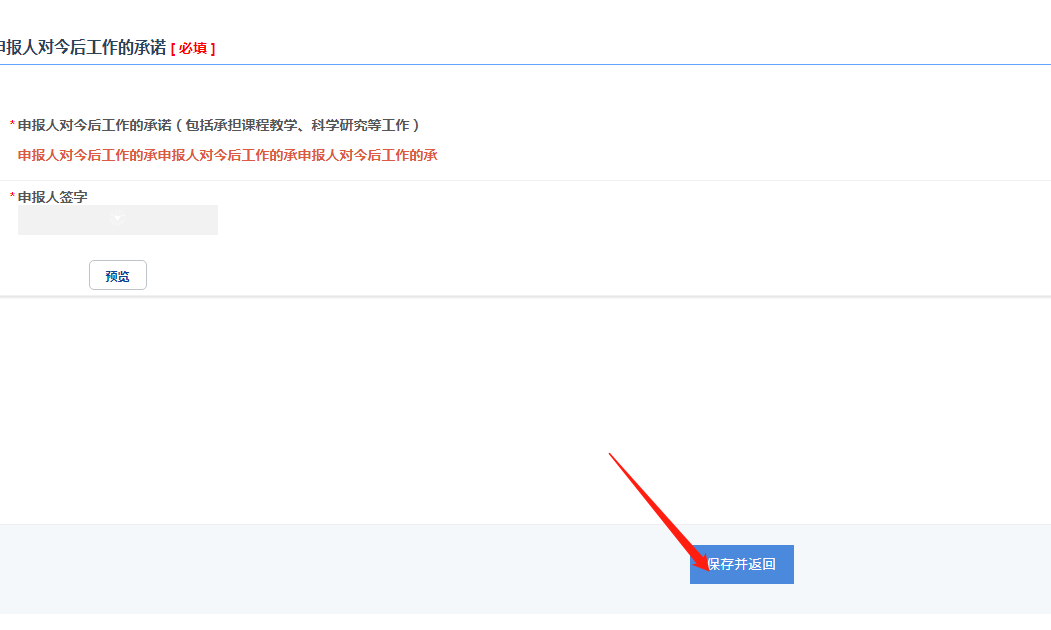 申报人对今后工作的承诺 [ 必填 ]
*申报人对今后工作的承诺（包括承担课程教学、科学研究等工作）
申报人对今后工作的承申报人对今后工作的承申报人对今后工作的承
*申报人签字
预览
保存并返回